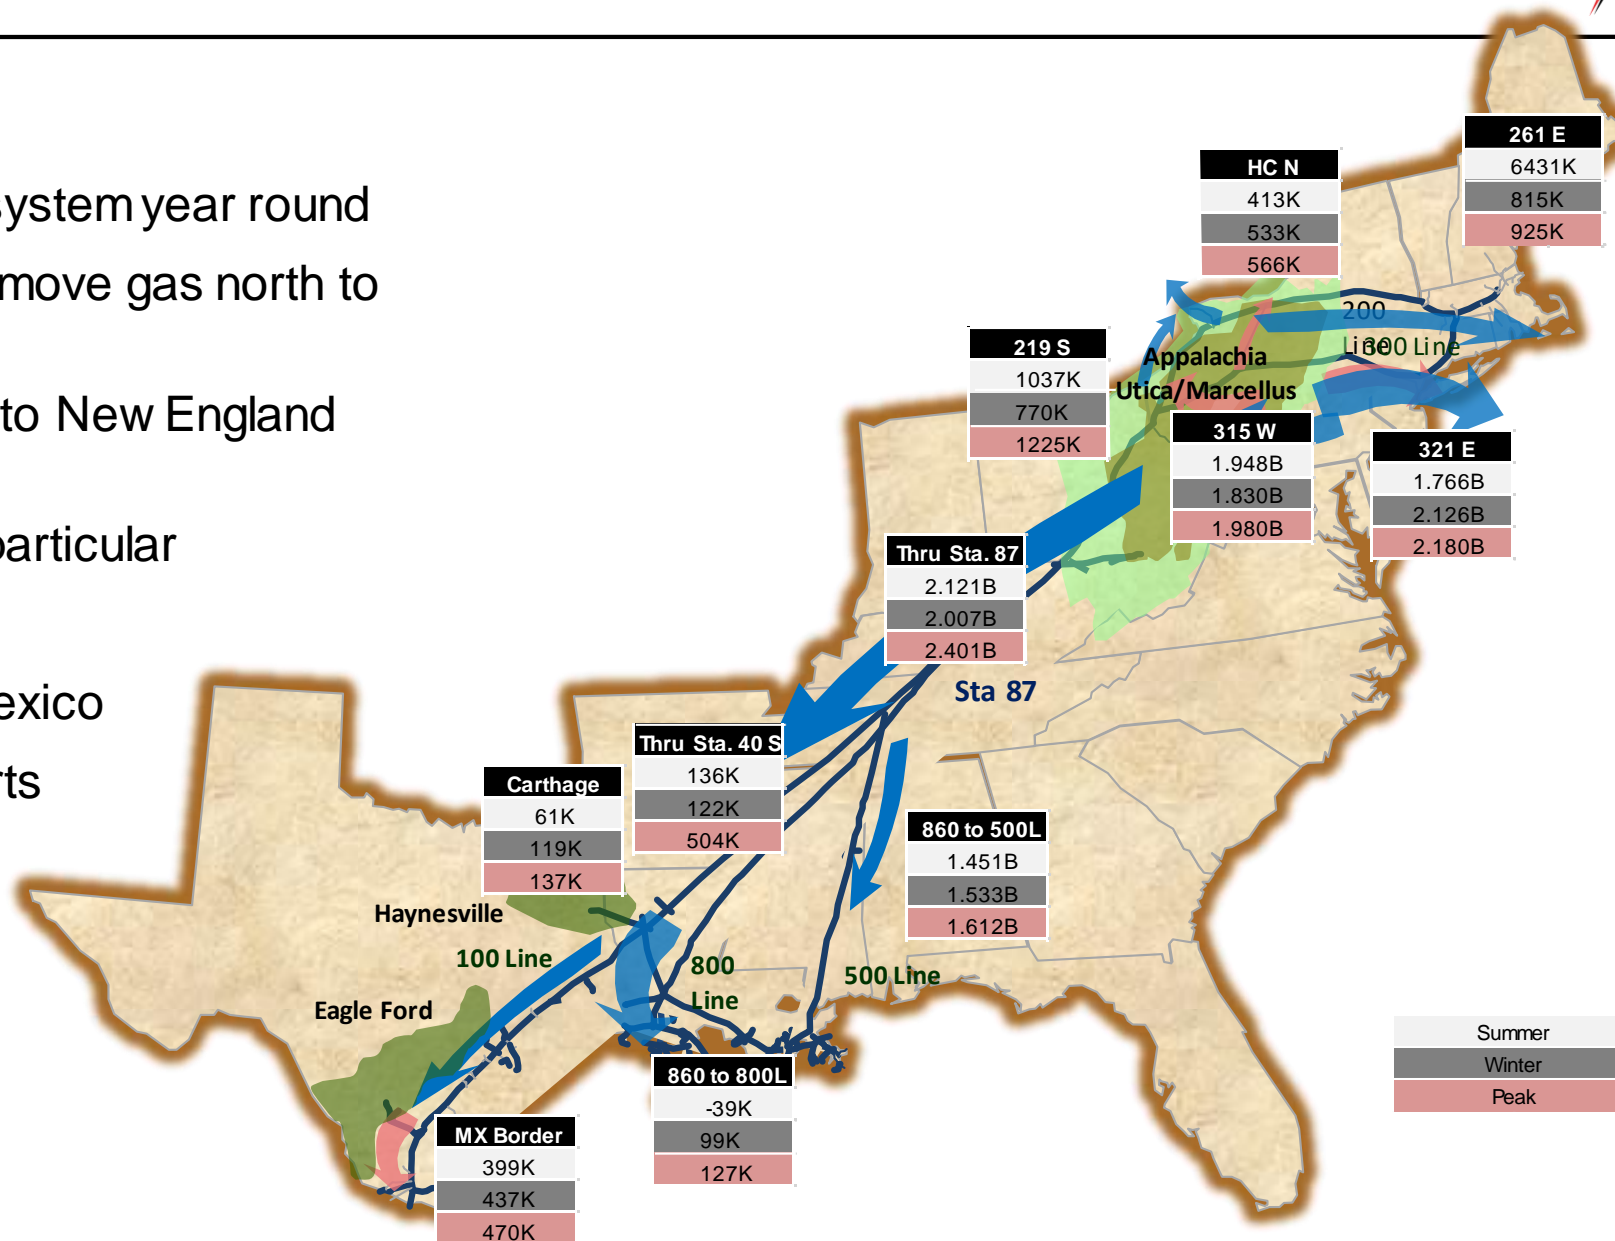 system year round
move gas north to
to New England
particular
exico
rts
261 E
6431K
815K
925K
HC N
413K
533K
566K
200
Line
300 Line
219 S
1037K
770K
1225K
Appalachia
Utica/Marcellus
315 W
1.948B
1.830B
1.980B
321 E
1.766B
2.126B
2.180B
Thru Sta. 87
2.121B
2.007B
2.401B
Sta 87
Thru Sta. 40 S
136K
122K
504K
Carthage
61K
119K
137K
860 to 500L
1.451B
1.533B
1.612B
Haynesville
100 Line
800
Line
500 Line
Eagle Ford
860 to 800L
-39K
99K
127K
MX Border
399K
437K
470K
Summer
Winter
Peak